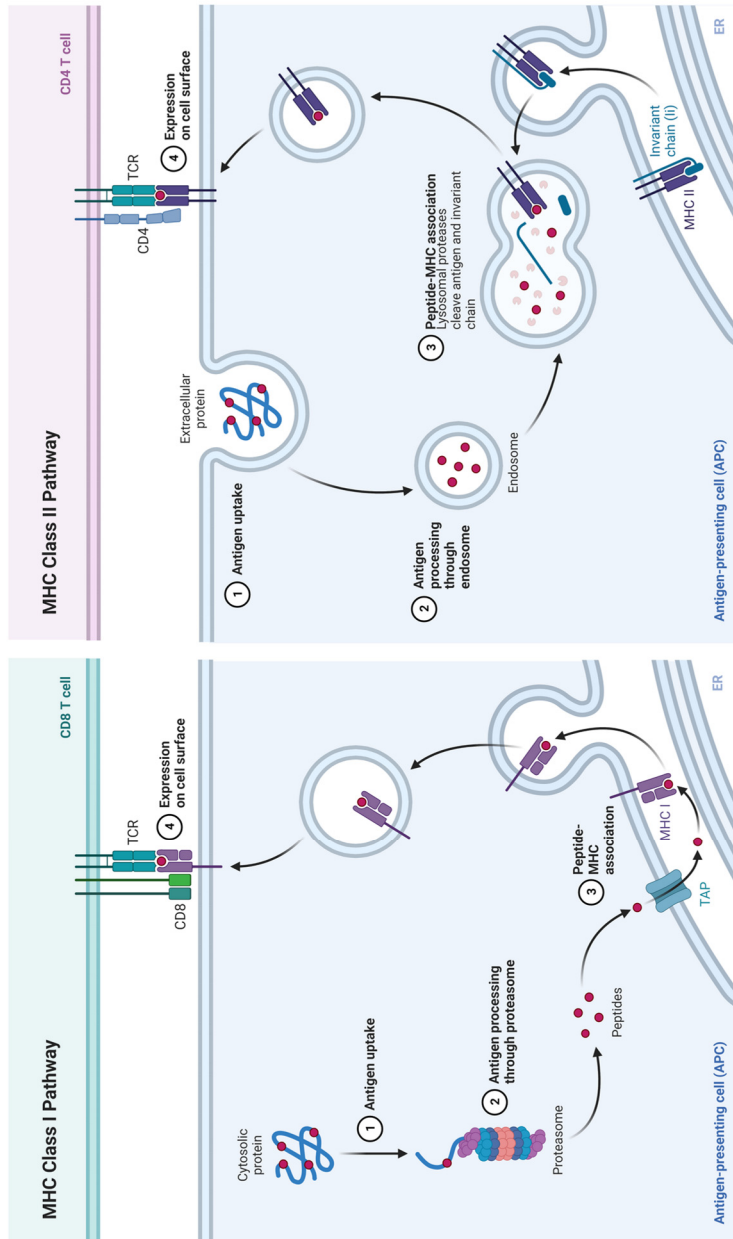 MHC Class I Pathway
CD8 T cell
TCR
CD8
4
Expression
on cell surface
Cytosolic
protein
1
Antigen uptake
2
Antigen processing
through proteasome
Proteasome
Peptides
3
Peptide-
MHC
association
TAP
MHC I
Antigen-presenting cell (APC)
ER
MHC Class II Pathway
CD4 T cell
TCR
CD4
4
Expression
on cell surface
Extracellular
protein
1
Antigen uptake
2
Antigen
processing
through
endosome
Endosome
3
Peptide-MHC association
Lysosomal proteases
cleave antigen and invariant
chain
Invariant
chain (Ii)
MHC II
Antigen-presenting cell (APC)
ER